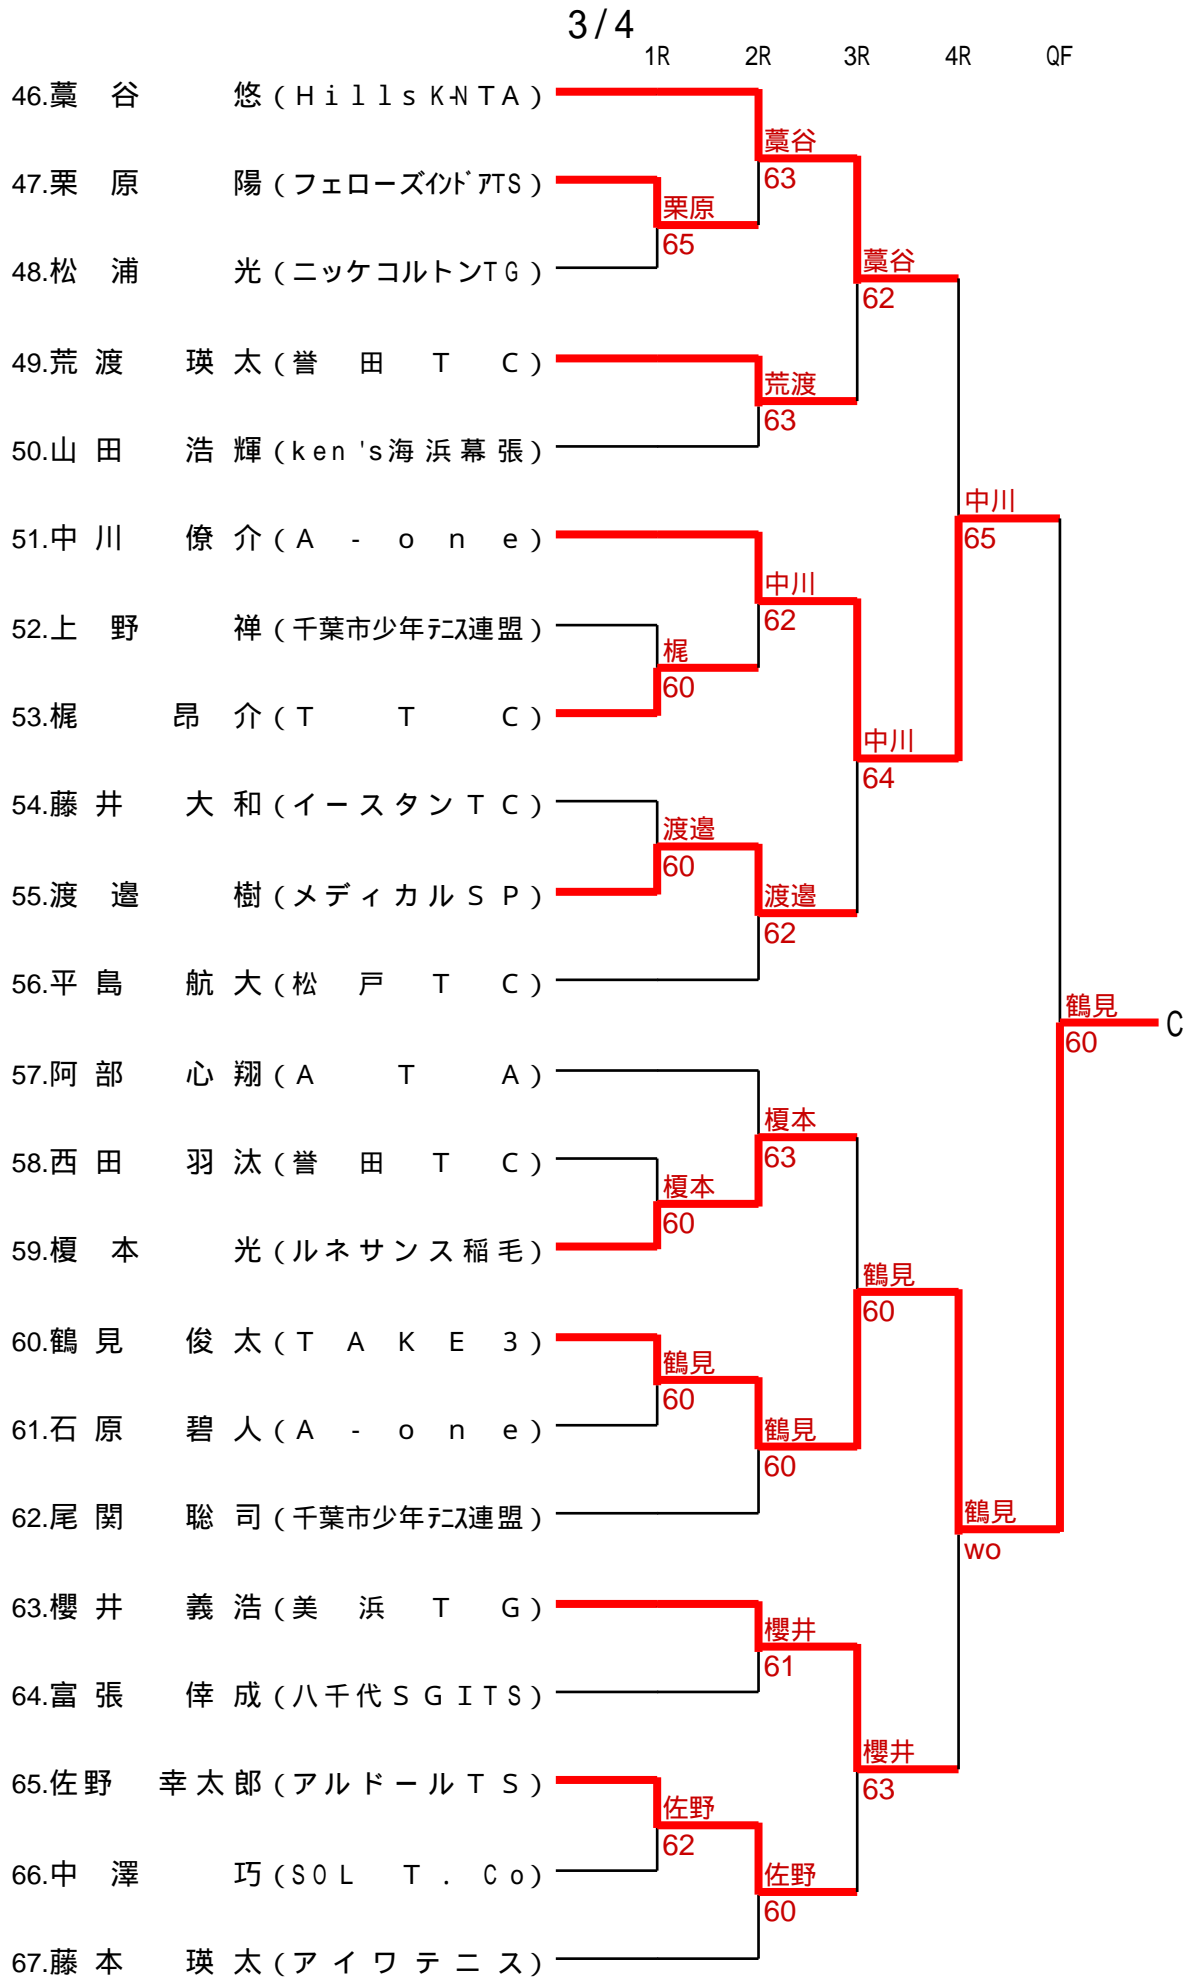 3/4
1R 2R 3R 4R QF
46.藁谷 悠(Hills K-NTA)
藁谷
47.栗原 陽(フェローズインドアTS)
63
栗原
65
48.松浦 光(ニッケコルトンTG)
藁谷
62
49.荒渡 瑛太(誉田TC)
荒渡
63
50.山田 浩輝(ken's海浜幕張)
中川
51.中川 僚介(A-one)
65
中川
52.上野 禅(千葉市少年テニス連盟)
62
梶
60
53.梶 昂介(TTC)
中川
64
54.藤井 大和(イースタンTC)
渡邉
60
55.渡邉 樹(メディカルSP)
渡邉
62
56.平島 航大(松戸TC)
鶴見
C
60
57.阿部 心翔(ATA)
榎本
58.西田 羽汰(誉田TC)
63
榎本
60
59.榎本 光(ルネサンス稲毛)
鶴見
60
60.鶴見 俊太(TAKE3)
鶴見
60
61.石原 碧人(A-one)
鶴見
60
62.尾関 聡司(千葉市少年テニス連盟)
鶴見
wo
63.櫻井 義浩(美浜TG)
櫻井
61
64.富張 倖成(八千代SGITS)
櫻井
65.佐野 幸太郎(アルドールTS)
63
佐野
62
66.中澤 巧(SOL T.Co)
佐野
60
67.藤本 瑛太(アイワテニス)